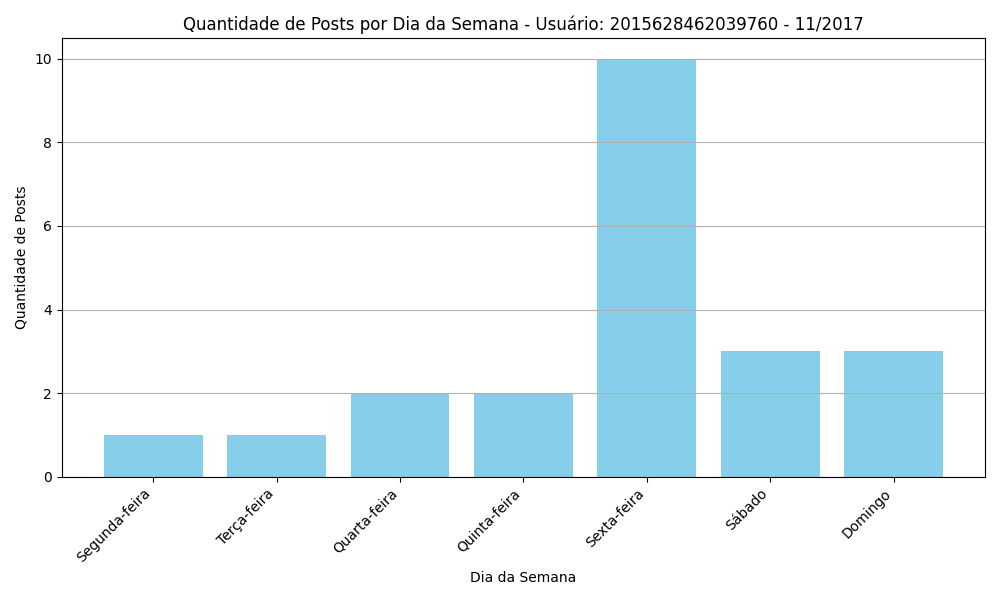 Quantidade de Posts por Dia da Semana - Usuário: 2015628462039760 - 11/2017
Quantidade de Posts
10
8
6
4
2
0
Segunda-feira
Terça-feira
Quarta-feira
Quinta-feira
Sexta-feira
Sábado
Domingo
Dia da Semana